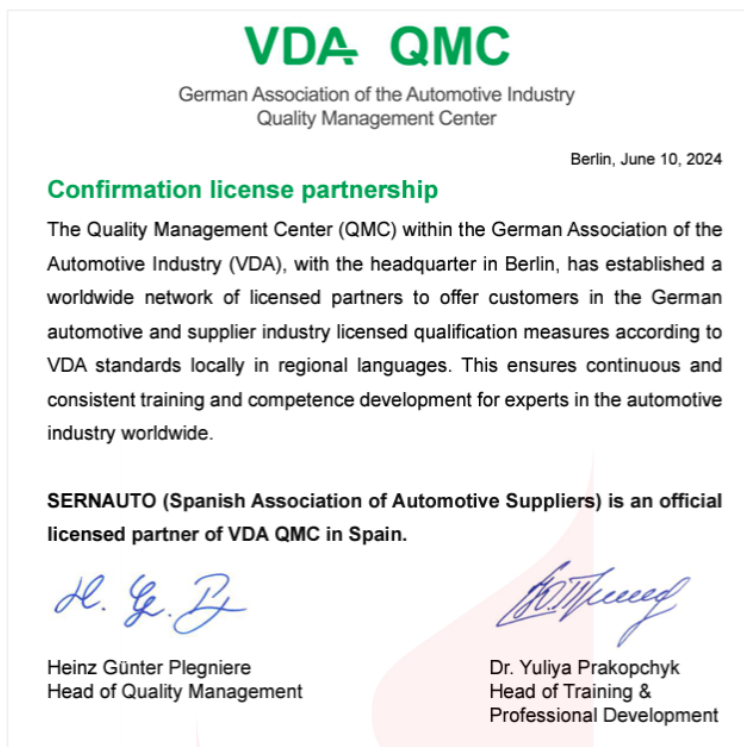 VDA QMC
German Association of the Automotive Industry
Quality Management Center
Berlin, June 10, 2024
Confirmation license partnership
The Quality Management Center (QMC) within the German Association of the
Automotive Industry (VDA), with the headquarter in Berlin, has established a
worldwide network of licensed partners to offer customers in the German
automotive and supplier industry licensed qualification measures according to
VDA standards locally in regional languages. This ensures continuous and
consistent training and competence development for experts in the automotive
industry worldwide.
SERNAUTO (Spanish Association of Automotive Suppliers) is an official
licensed partner of VDA QMC in Spain.
Heinz Günter Plegniere
Head of Quality Management
Dr. Yuliya Prakopchyk
Head of Training &
Professional Development